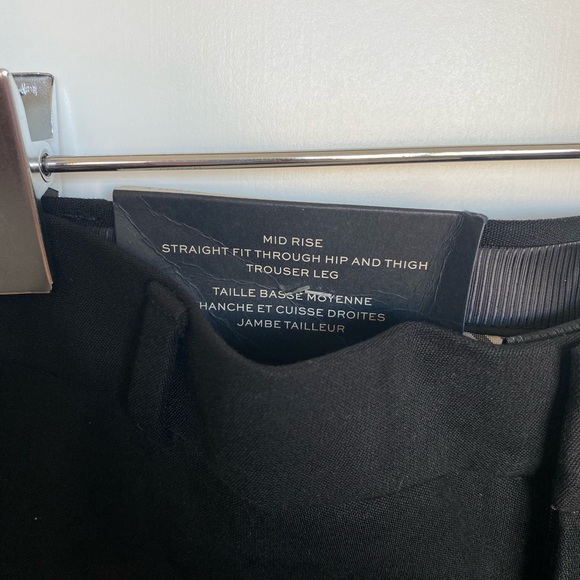 MID RISE
STRAIGHT FIT THROUGH HIP AND THIGH
TROUSER LEG
TAILLE BASSE MOYENNE
HANCHE ET CUISSE DROITES
JAMBE TAILLEUR